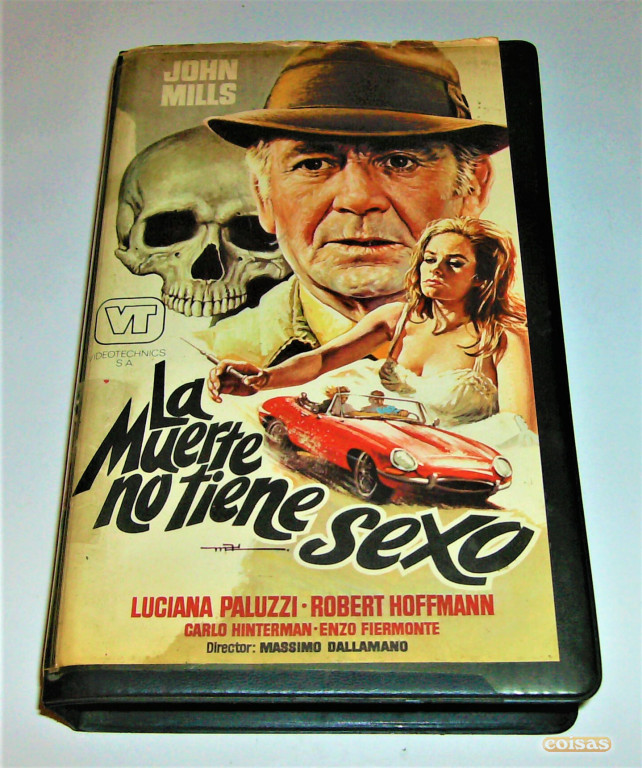 JOHN
MILLS
VT
VIDEOTECHNICS
S.A.
La
Muerte
no tiene
sexo
LUCIANA PALUZZI · ROBERT HOFFMANN
CARLO HINTERMAN · ENZO FIERMONTE
Director: MASSIMO DALLAMANO
coisas